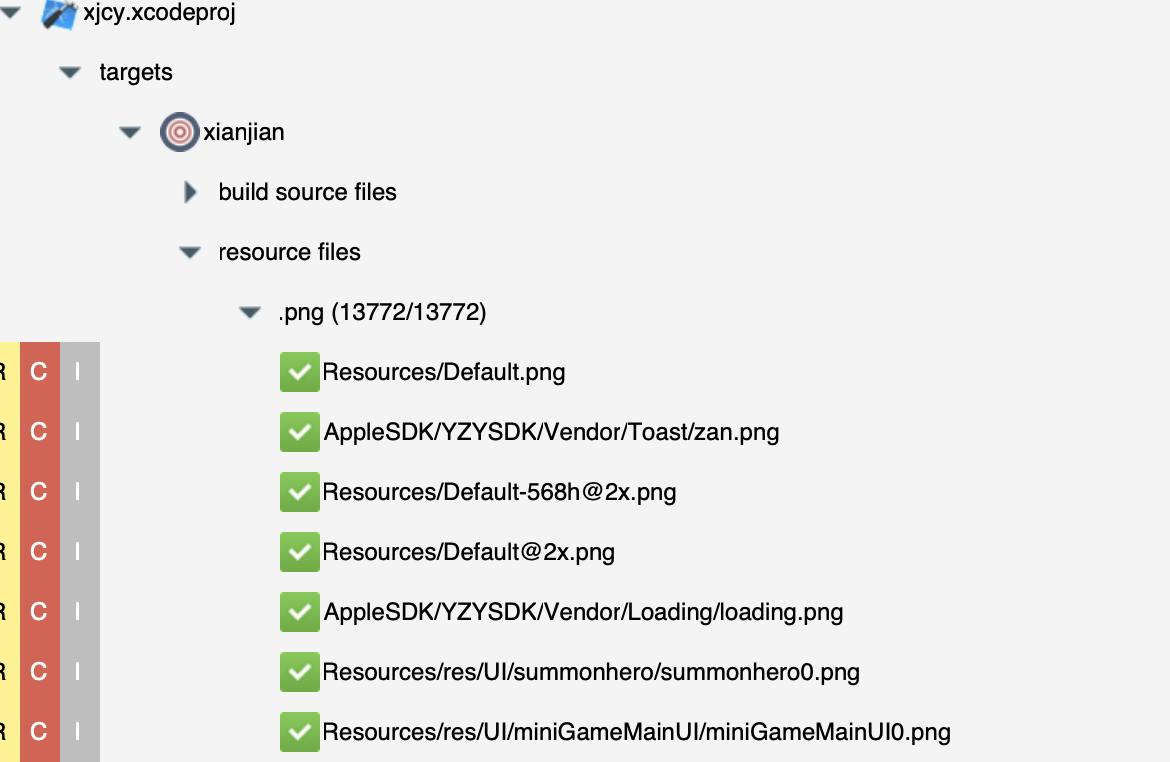 xjcy.xcodeproj
targets
xianjian
build source files
resource files
.png (13772/13772)
R C I Resources/Default.png
R C I AppleSDK/YZYSDK/Vendor/Toast/zan.png
R C I Resources/Default-568h@2x.png
R C I Resources/Default@2x.png
R C I AppleSDK/YZYSDK/Vendor/Loading/loading.png
R C I Resources/res/UI/summonhero/summonhero0.png
R C I Resources/res/UI/miniGameMainUI/miniGameMainUI0.png